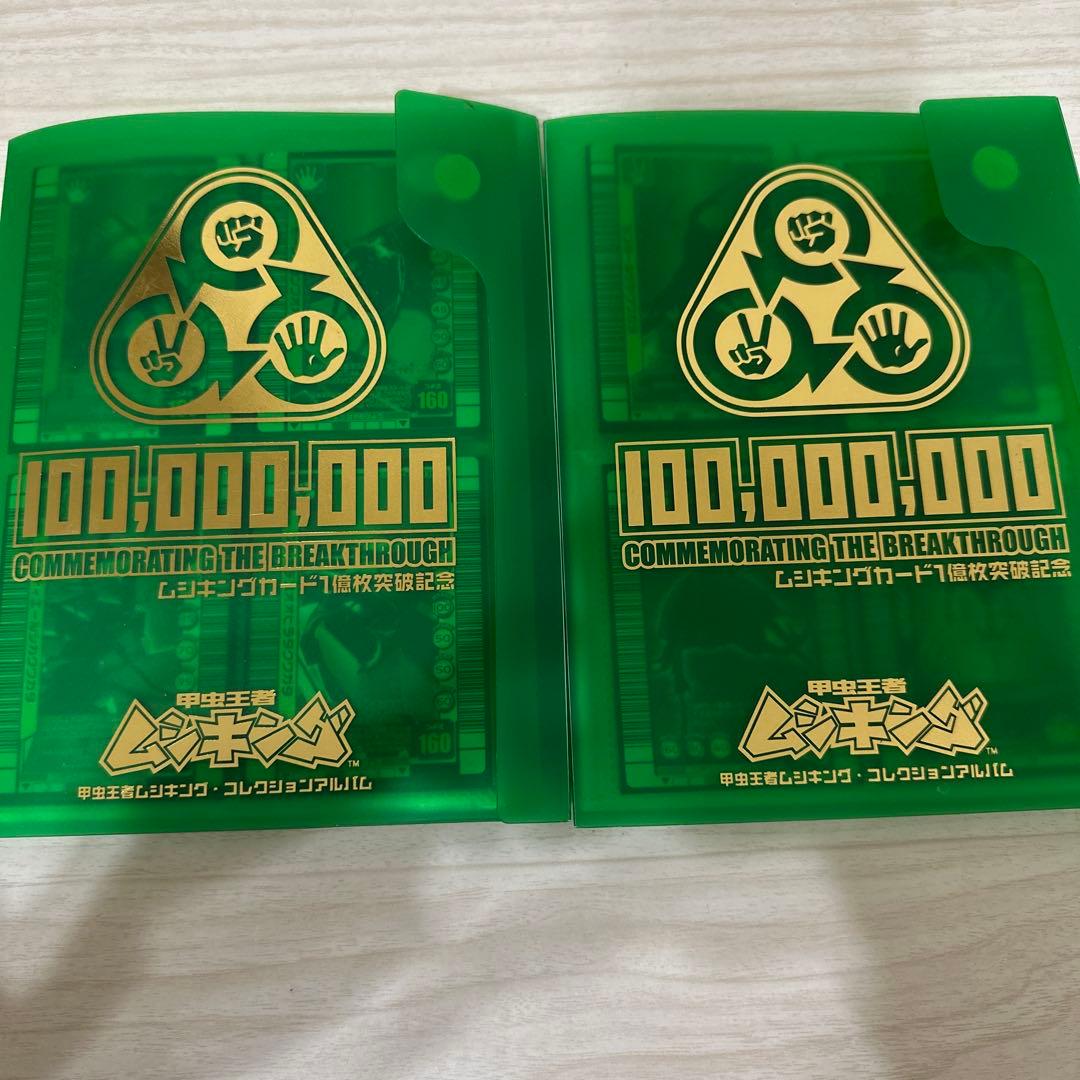 100,000,000
COMMEMORATING THE BREAKTHROUGH
ムシキングカード1億枚突破記念
甲虫王者
ムシキング
TM
甲虫王者ムシキング・コレクションアルバム
160
160
100,000,000
COMMEMORATING THE BREAKTHROUGH
ムシキングカード1億枚突破記念
甲虫王者
ムシキング
TM
甲虫王者ムシキング・コレクションアルバム